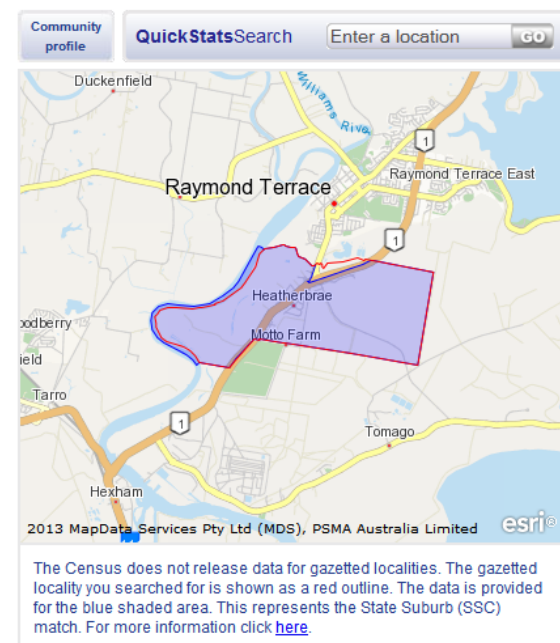 Community
profile
QuickStatsSearch
Enter a location
GO
Duckenfield
Williams River
1
Raymond Terrace
Raymond Terrace East
1
Heatherbrae
oodberry
Motto Farm
ield
Tarro
1
Tomago
Hexham
2013 MapData Services Pty Ltd (MDS), PSMA Australia Limited
esri
The Census does not release data for gazetted localities. The gazetted
locality you searched for is shown as a red outline. The data is provided
for the blue shaded area. This represents the State Suburb (SSC)
match. For more information click here.